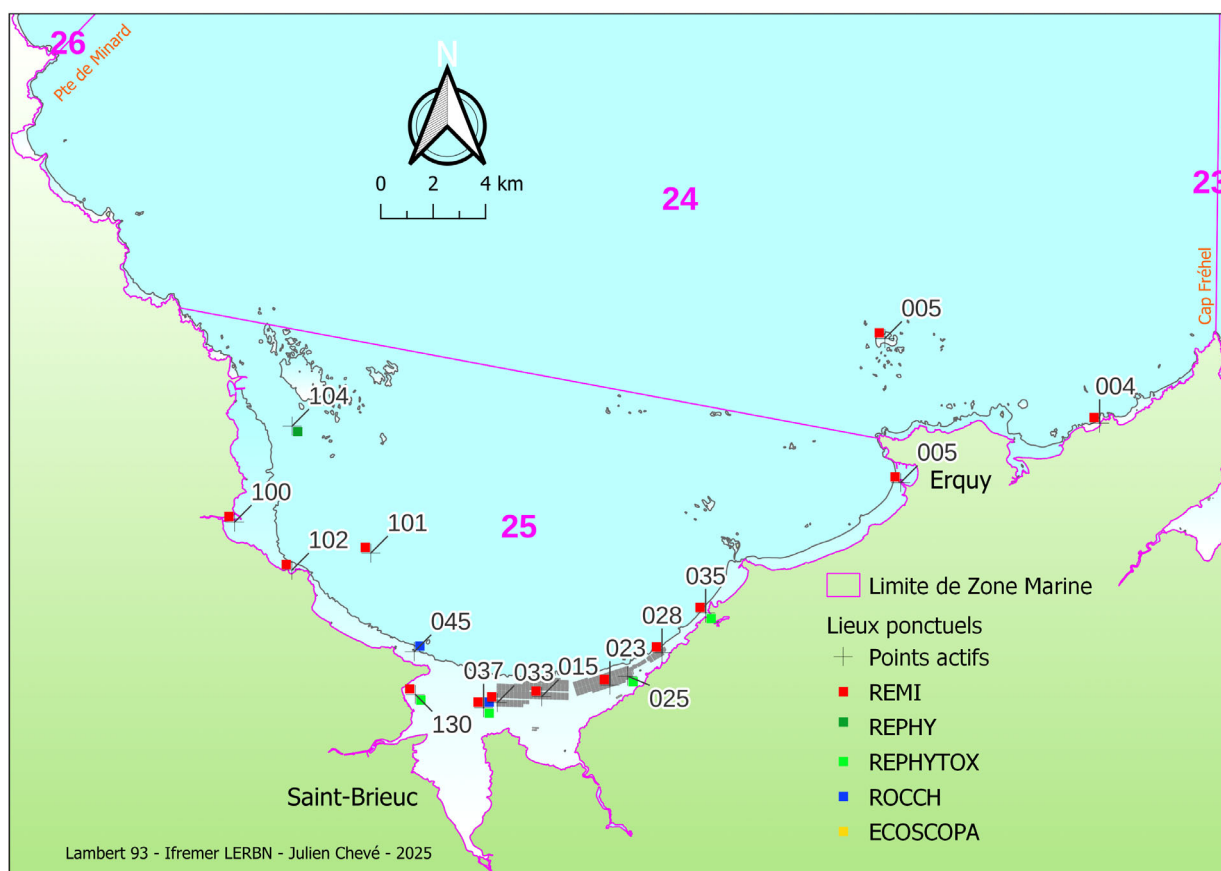 26
Pte de Minard
N
0 2 4 km
24
23
Cap Fréhel
005
004
104
005
Erquy
100
101
25
102
035
045
028
023
015
037
033
025
130
Saint-Brieuc
Limite de Zone Marine
Lieux ponctuels
Points actifs
REMI
REPHY
REPHYTOX
ROCCH
ECOSCOPA
Lambert 93 - Ifremer LERBN - Julien Chevé - 2025